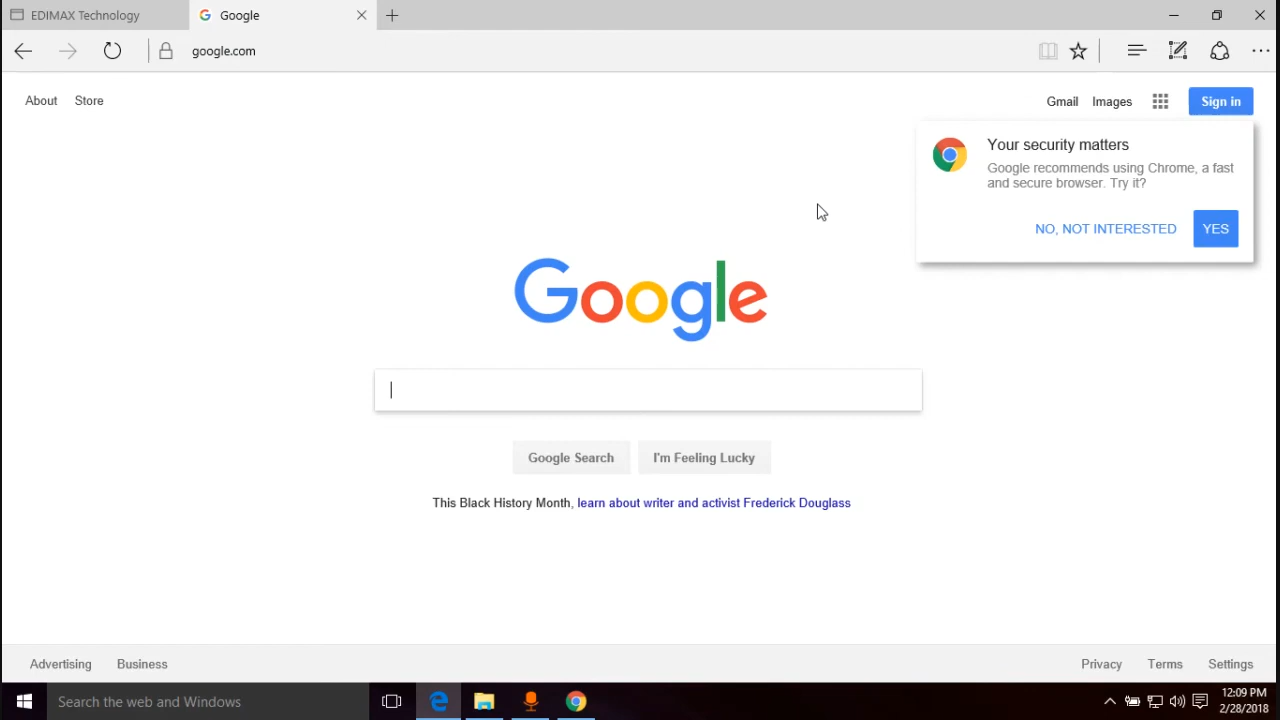 EDIMAX Technology
Google
google.com
About Store
Gmail Images Sign in
Your security matters
Google recommends using Chrome, a fast
and secure browser. Try it?
NO, NOT INTERESTED YES
Google
Google Search I'm Feeling Lucky
This Black History Month, learn about writer and activist Frederick Douglass
Advertising Business Privacy Terms Settings
Search the web and Windows
12:09 PM
2/28/2018